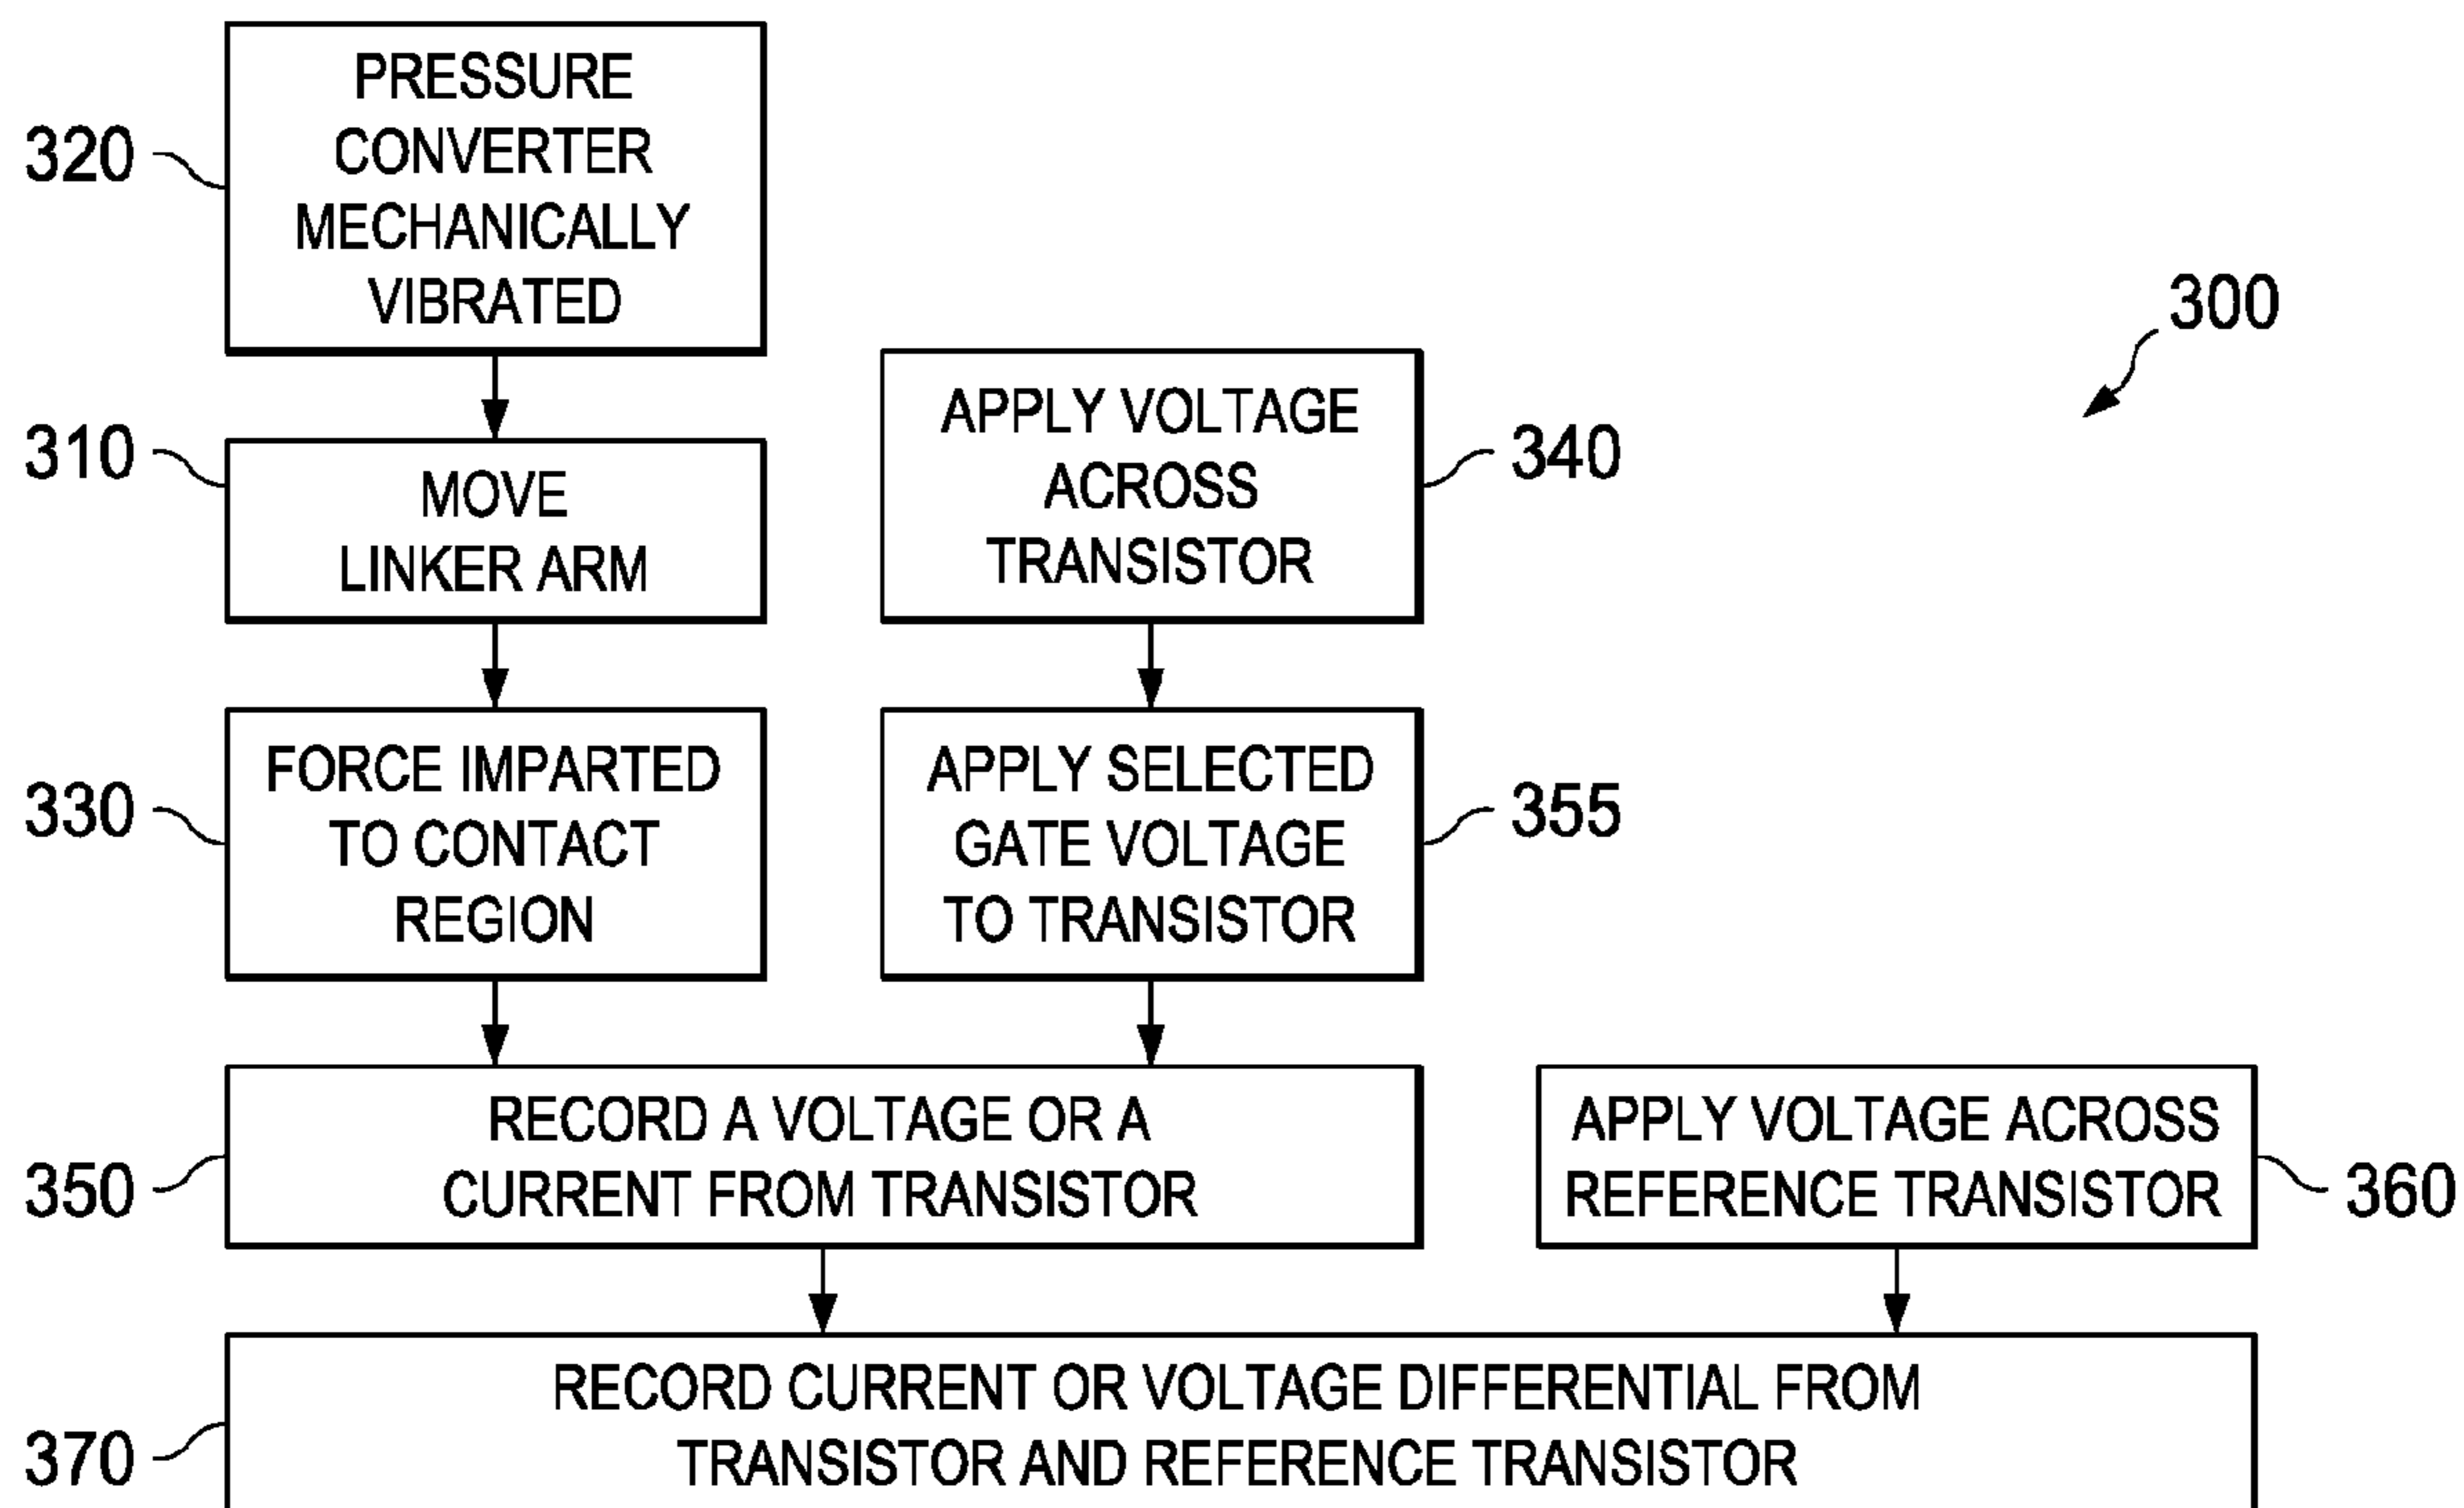 320
PRESSURE
CONVERTER
MECHANICALLY
VIBRATED
300
310
MOVE
LINKER ARM
APPLY VOLTAGE
ACROSS
TRANSISTOR
340
330
FORCE IMPARTED
TO CONTACT
REGION
APPLY SELECTED
GATE VOLTAGE
TO TRANSISTOR
355
350
RECORD A VOLTAGE OR A
CURRENT FROM TRANSISTOR
APPLY VOLTAGE ACROSS
REFERENCE TRANSISTOR
360
370
RECORD CURRENT OR VOLTAGE DIFFERENTIAL FROM
TRANSISTOR AND REFERENCE TRANSISTOR